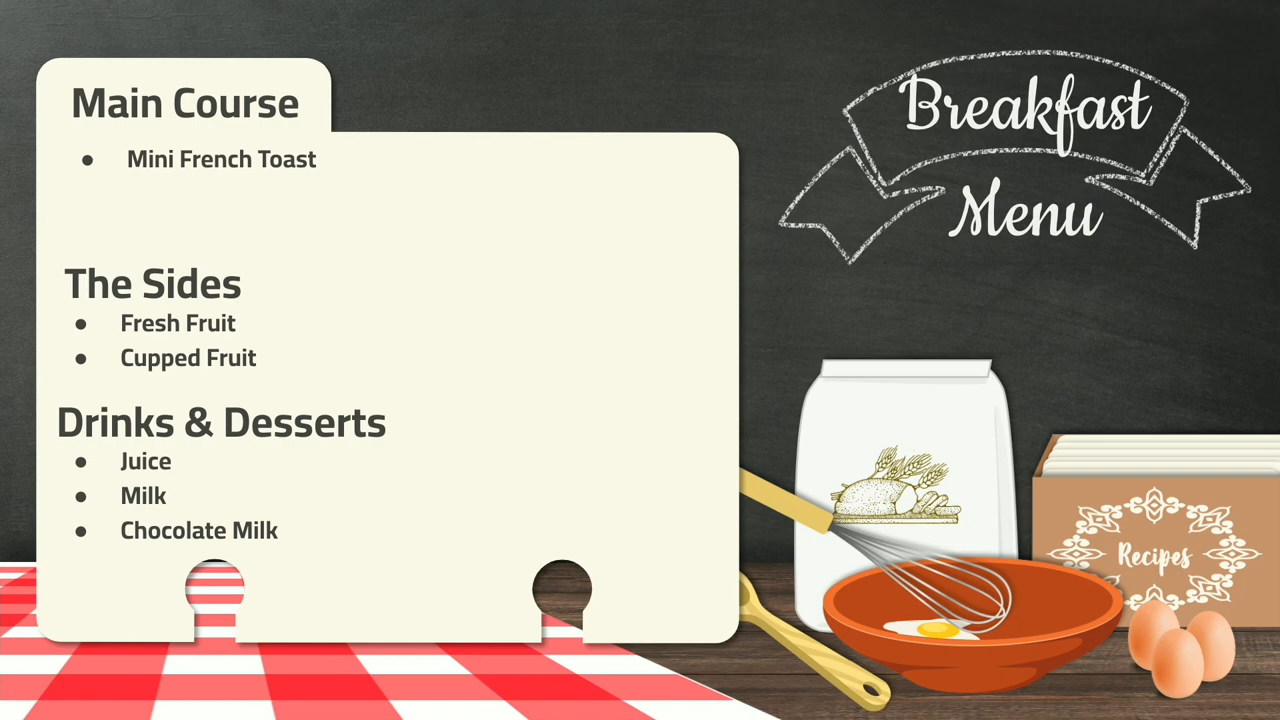 Main Course
● Mini French Toast
The Sides
● Fresh Fruit
● Cupped Fruit
Drinks & Desserts
● Juice
● Milk
● Chocolate Milk
Breakfast
Menu
Recipes